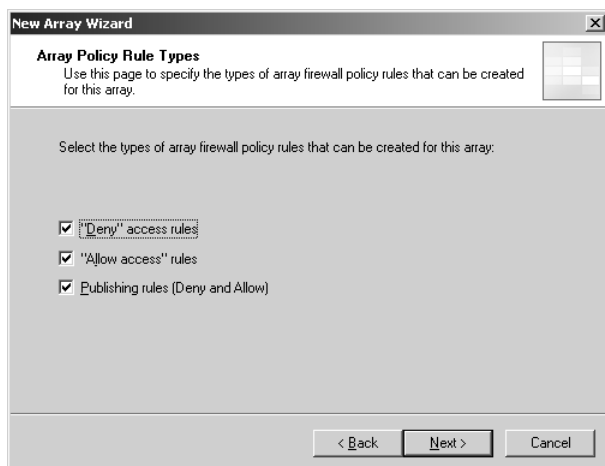 New Array Wizard
Array Policy Rule Types
Use this page to specify the types of array firewall policy rules that can be created
for this array.
Select the types of array firewall policy rules that can be created for this array:
"Deny" access rules
"Allow access" rules
Publishing rules (Deny and Allow)
< Back
Next >
Cancel